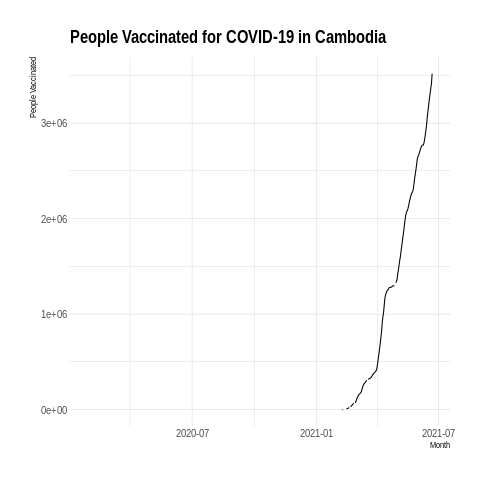 People Vaccinated for COVID-19 in Cambodia
People Vaccinated
3e+06
2e+06
1e+06
0e+00
2020-07
2021-01
2021-07
Month